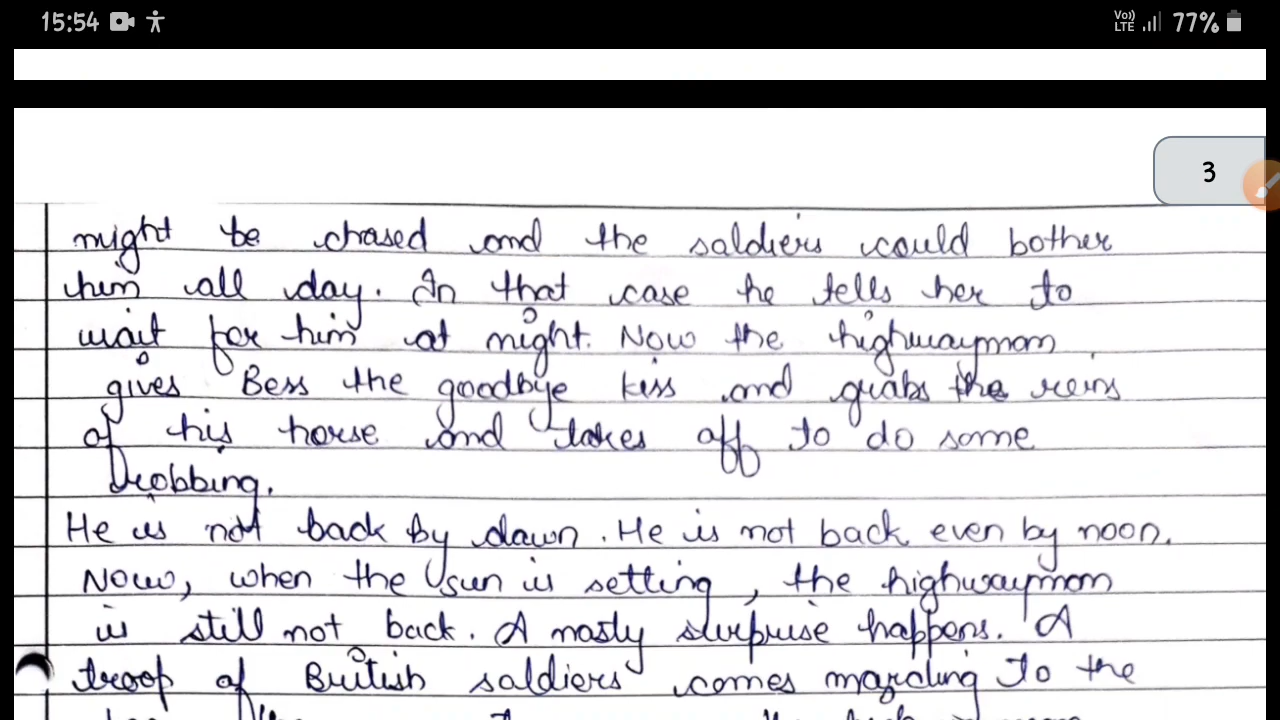 15:54
Vo))
LTE
77%
3
might be chased and the soldiers could bother
him all day. In that case he tells her to
wait for him at night. Now the highwayman
gives Bess the goodbye kiss and grabs the reins
of his horse and takes off to do some
robbing.
He is not back by dawn. He is not back even by noon.
Now, when the sun is setting, the highwayman
is still not back. A nasty surprise happens. A
troop of British soldiers comes marching to the